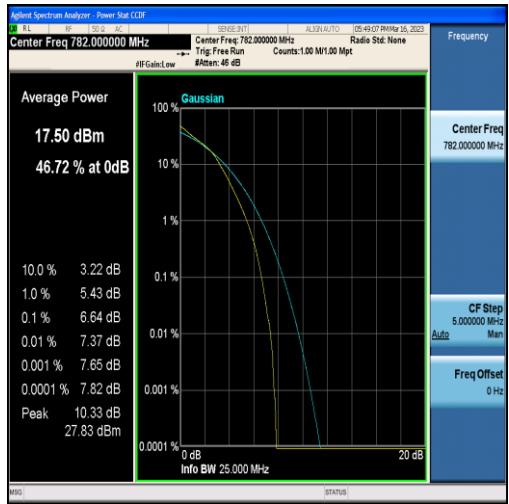 Agilent Spectrum Analyzer - Power Stat CCDF
RL RF 50 Ω AC SENSE:INT ALIGN AUTO 05:49:07 PM Mar 16, 2023
Center Freq 782.000000 MHz
Center Freq: 782.000000 MHz Radio Std: None
Trig: Free Run Counts:1.00 M/1.00 Mpt
#IFGain:Low #Atten: 46 dB
Frequency
Average Power
17.50 dBm
46.72 % at 0dB
10.0 % 3.22 dB
1.0 % 5.43 dB
0.1 % 6.64 dB
0.01 % 7.37 dB
0.001 % 7.65 dB
0.0001 % 7.82 dB
Peak 10.33 dB
27.83 dBm
100 % Gaussian
10 %
1 %
0.1 %
0.01 %
0.001 %
0.0001 %
0 dB 20 dB
Info BW 25.000 MHz
Center Freq
782.000000 MHz
CF Step
5.000000 MHz
Auto Man
Freq Offset
0 Hz
MSG STATUS